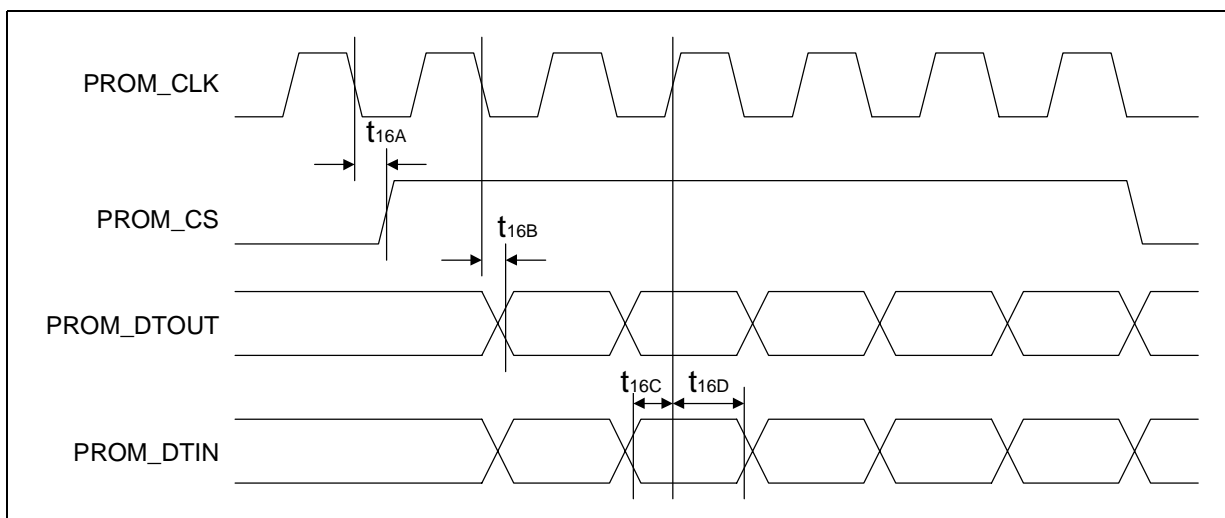 PROM_CLK
t16A
PROM_CS
t16B
PROM_DTOUT
t16C t16D
PROM_DTIN